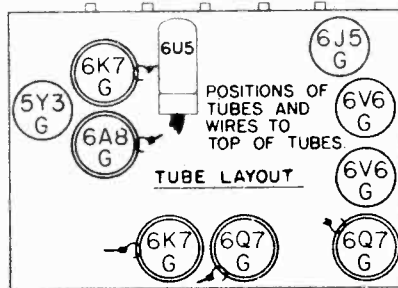 6U5
6J5
G
6K7
G
5Y3
G
POSITIONS OF
TUBES AND
WIRES TO
TOP OF TUBES.
6V6
G
6A8
G
TUBE LAYOUT
6V6
G
6K7
G
6Q7
G
6Q7
G